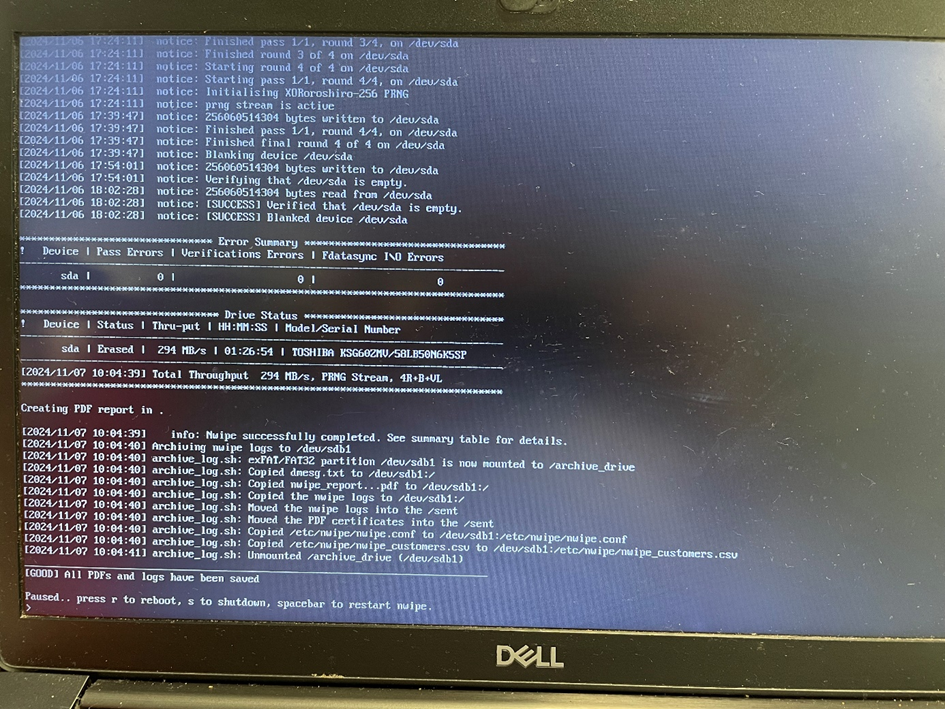 [2024/11/06 17:24:11]  notice: Finished pass 1/1, round 3/4, on /dev/sda
[2024/11/06 17:24:11]  notice: Finished round 3 of 4 on /dev/sda
[2024/11/06 17:24:11]  notice: Starting round 4 of 4 on /dev/sda
[2024/11/06 17:24:11]  notice: Starting pass 1/1, round 4/4, on /dev/sda
[2024/11/06 17:24:11]  notice: Initialising XORoroshiro-256 PRNG
[2024/11/06 17:24:11]  notice: prng stream is active
[2024/11/06 17:39:47]  notice: 256060514304 bytes written to /dev/sda
[2024/11/06 17:39:47]  notice: Finished pass 1/1, round 4/4, on /dev/sda
[2024/11/06 17:39:47]  notice: Finished final round 4 of 4 on /dev/sda
[2024/11/06 17:39:47]  notice: Blanking device /dev/sda
[2024/11/06 17:54:01]  notice: 256060514304 bytes written to /dev/sda
[2024/11/06 17:54:01]  notice: Verifying that /dev/sda is empty.
[2024/11/06 18:02:28]  notice: 256060514304 bytes read from /dev/sda
[2024/11/06 18:02:28]  notice: [SUCCESS] Verified that /dev/sda is empty.
[2024/11/06 18:02:28]  notice: [SUCCESS] Blanked device /dev/sda
******************************* Error Summary ********************************
!   Device | Pass Errors | Verifications Errors | Fdatasync I\O Errors
sda |           0 |                    0 |                    0
********************************************************************************
******************************** Drive Status *********************************
!   Device | Status | Thru-put | HH:MM:SS | Model/Serial Number
sda | Erased |  294 MB/s | 01:26:54 | TOSHIBA KSG60ZMV/58LB50N6K5SP
[2024/11/07 10:04:39] Total Throughput  294 MB/s, PRNG Stream, 4R+B+VL
********************************************************************************
Creating PDF report in .
[2024/11/07 10:04:39]    info: Nwipe successfully completed. See summary table for details.
[2024/11/07 10:04:40] Archiving nwipe logs to /dev/sdb1
[2024/11/07 10:04:40] archive_log.sh: exFAT/FAT32 partition /dev/sdb1 is now mounted to /archive_drive
[2024/11/07 10:04:40] archive_log.sh: Copied dmesg.txt to /dev/sdb1:/
[2024/11/07 10:04:40] archive_log.sh: Copied nwipe_report...pdf to /dev/sdb1:/
[2024/11/07 10:04:40] archive_log.sh: Copied the nwipe logs to /dev/sdb1:/
[2024/11/07 10:04:40] archive_log.sh: Moved the nwipe logs into the /sent
[2024/11/07 10:04:40] archive_log.sh: Moved the PDF certificates into the /sent
[2024/11/07 10:04:40] archive_log.sh: Copied /etc/nwipe/nwipe.conf to /dev/sdb1:/etc/nwipe/nwipe.conf
[2024/11/07 10:04:40] archive_log.sh: Copied /etc/nwipe/nwipe_customers.csv to /dev/sdb1:/etc/nwipe/nwipe_customers.csv
[2024/11/07 10:04:41] archive_log.sh: Unmounted /archive_drive (/dev/sdb1)
[GOOD] All PDFs and logs have been saved
Paused.. press r to reboot, s to shutdown, spacebar to restart nwipe.
>
DELL